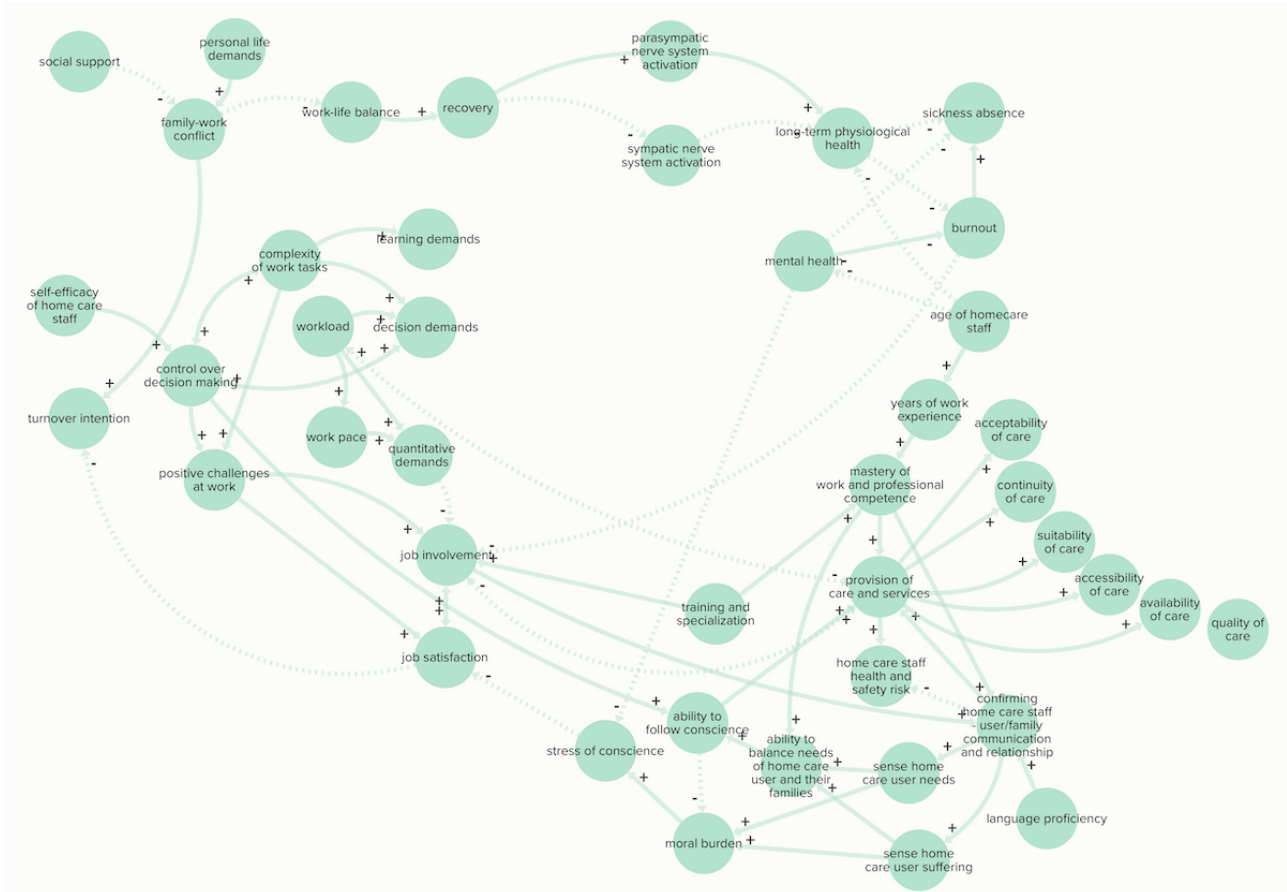 social support
personal life
demands
parasympatic
nerve system
activation
family-work
conflict
work-life balance
recovery
sympatic nerve
system activation
long-term physiological
health
sickness absence
burnout
mental health
complexity
of work tasks
learning demands
self-efficacy
of home care
staff
workload
decision demands
age of homecare
staff
control over
decision making
turnover intention
work pace
quantitative
demands
years of work
experience
acceptability
of care
positive challenges
at work
mastery of
work and professional
competence
continuity
of care
suitability
of care
job involvement
provision of
care and services
accessibility
of care
training and
specialization
availability
of care
quality of
care
job satisfaction
home care staff
health and
safety risk
ability to
follow conscience
stress of conscience
ability to
balance needs
of home care
user and their
families
sense home
care user needs
confirming
home care staff
- user/family
communication
and relationship
language proficiency
moral burden
sense home
care user suffering